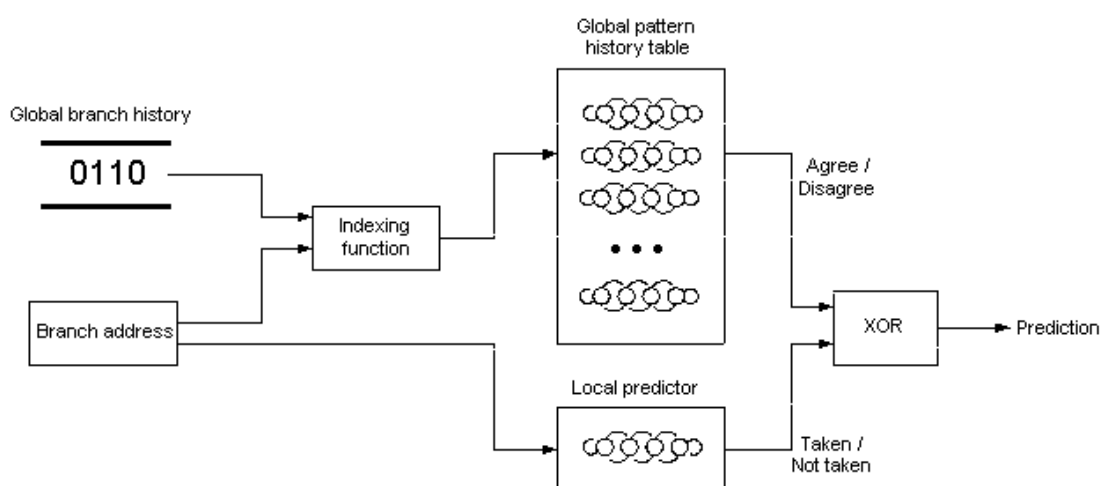 Global pattern
history table
Global branch history
0110
Agree /
Disagree
Indexing
function
Branch address
XOR
Prediction
Local predictor
Taken /
Not taken